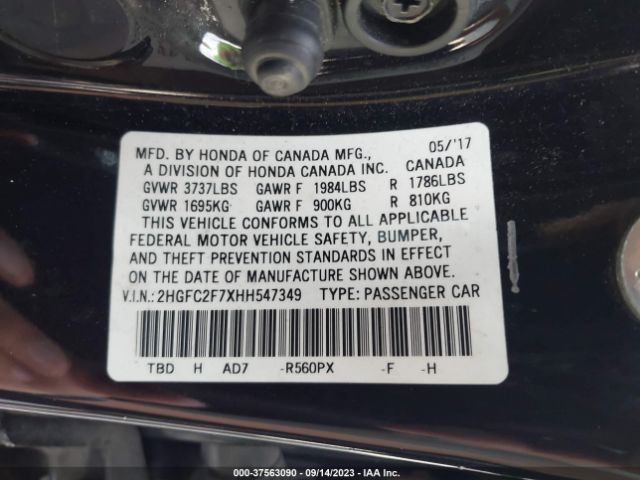 MFD. BY HONDA OF CANADA MFG., 05/'17
A DIVISION OF HONDA CANADA INC. CANADA
GVWR 3737LBS GAWR F 1984LBS R 1786LBS
GVWR 1695KG GAWR F 900KG R 810KG
THIS VEHICLE CONFORMS TO ALL APPLICABLE
FEDERAL MOTOR VEHICLE SAFETY, BUMPER,
AND THEFT PREVENTION STANDARDS IN EFFECT
ON THE DATE OF MANUFACTURE SHOWN ABOVE.
V.I.N.: 2HGFC2F7XHH547349 TYPE: PASSENGER CAR
TBD H AD7 -R560PX -F -H
000-37563090 - 09/14/2023 - IAA Inc.